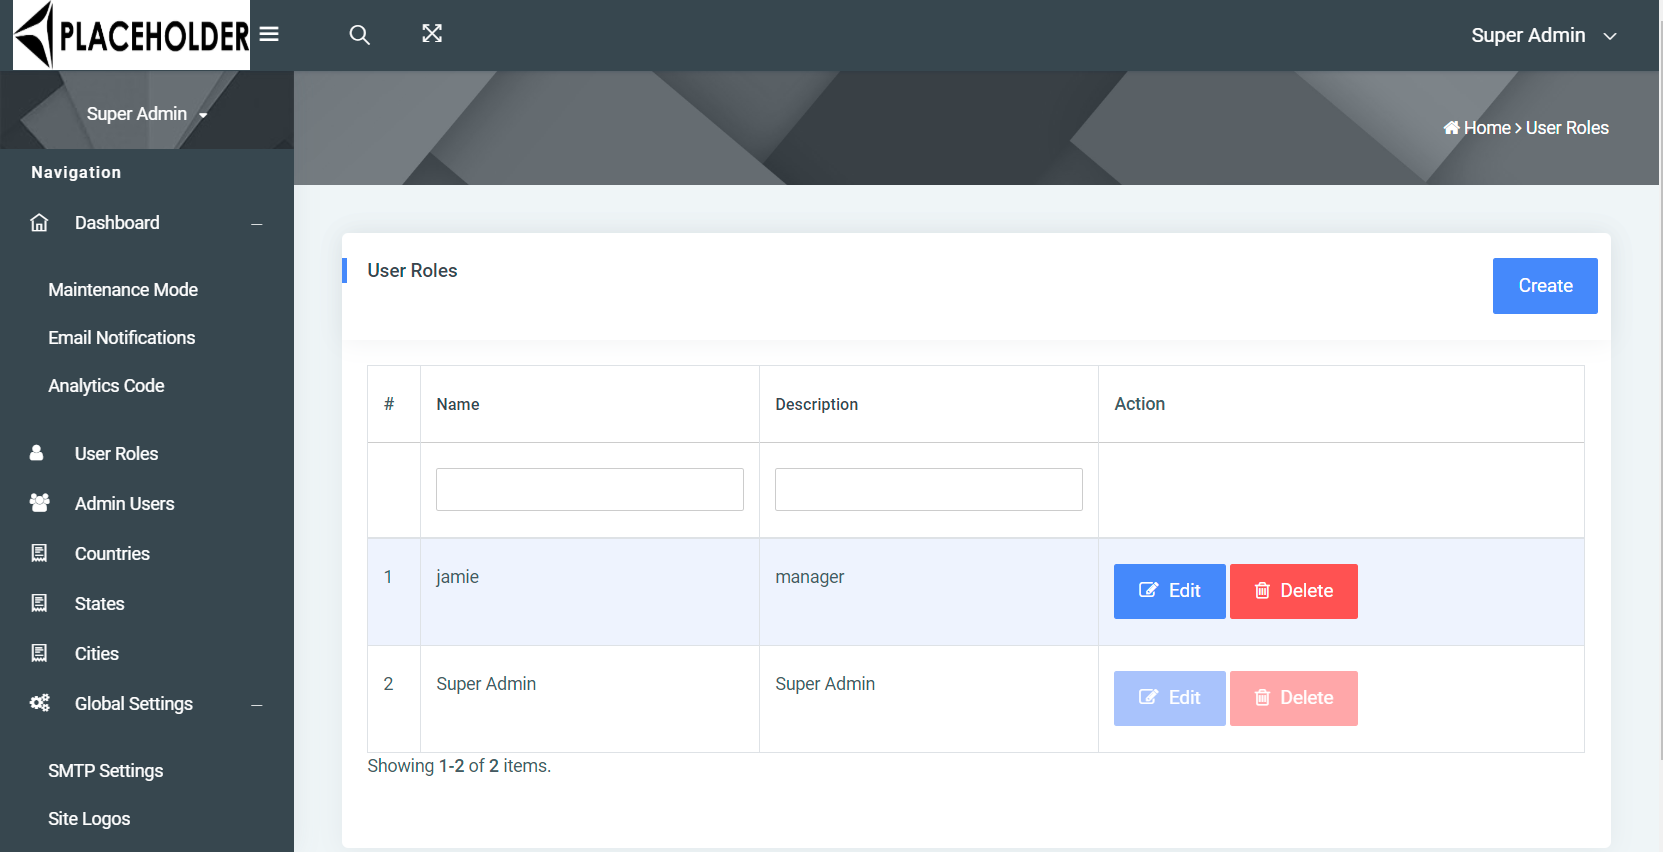 PLACEHOLDER
Super Admin
Super Admin
Home > User Roles
Navigation
Dashboard
Maintenance Mode
Email Notifications
Analytics Code
User Roles
Admin Users
Countries
States
Cities
Global Settings
SMTP Settings
Site Logos
User Roles
Create
# Name Description Action
1 jamie manager Edit Delete
2 Super Admin Super Admin Edit Delete
Showing 1-2 of 2 items.